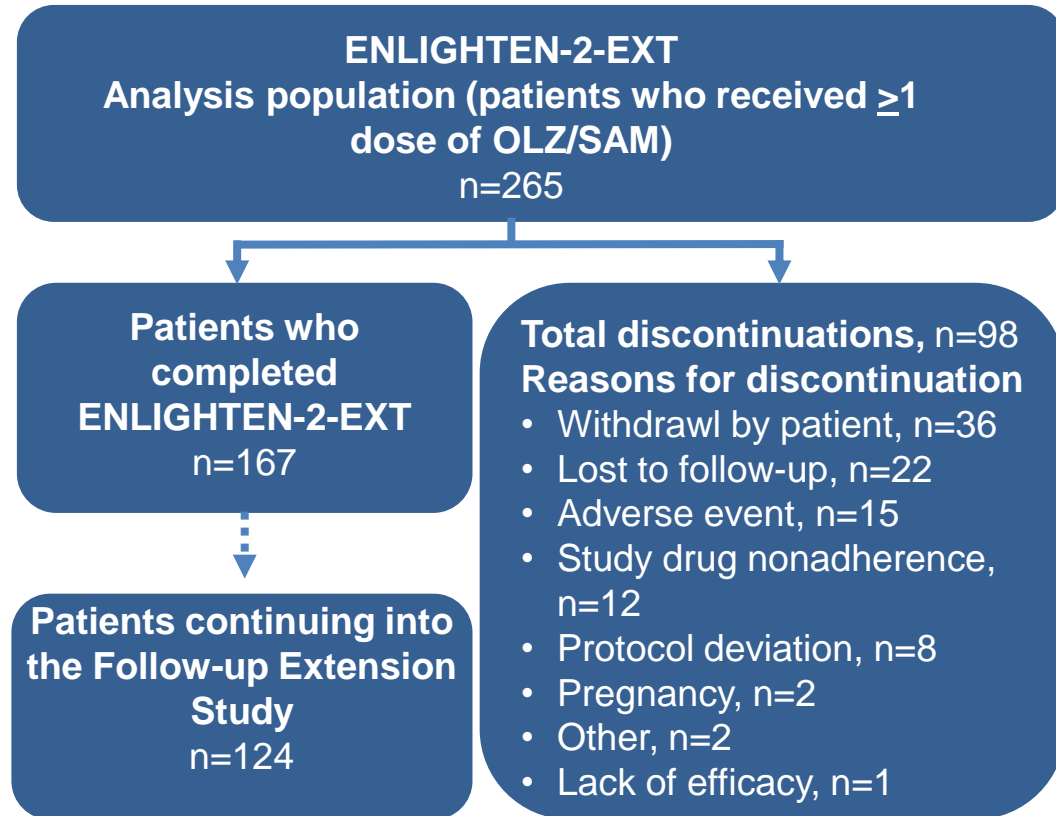 ENLIGHTEN-2-EXT
Analysis population (patients who received ≥1
dose of OLZ/SAM)
n=265
Patients who
completed
ENLIGHTEN-2-EXT
n=167
Patients continuing into
the Follow-up Extension
Study
n=124
Total discontinuations, n=98
Reasons for discontinuation
• Withdrawl by patient, n=36
• Lost to follow-up, n=22
• Adverse event, n=15
• Study drug nonadherence,
n=12
• Protocol deviation, n=8
• Pregnancy, n=2
• Other, n=2
• Lack of efficacy, n=1